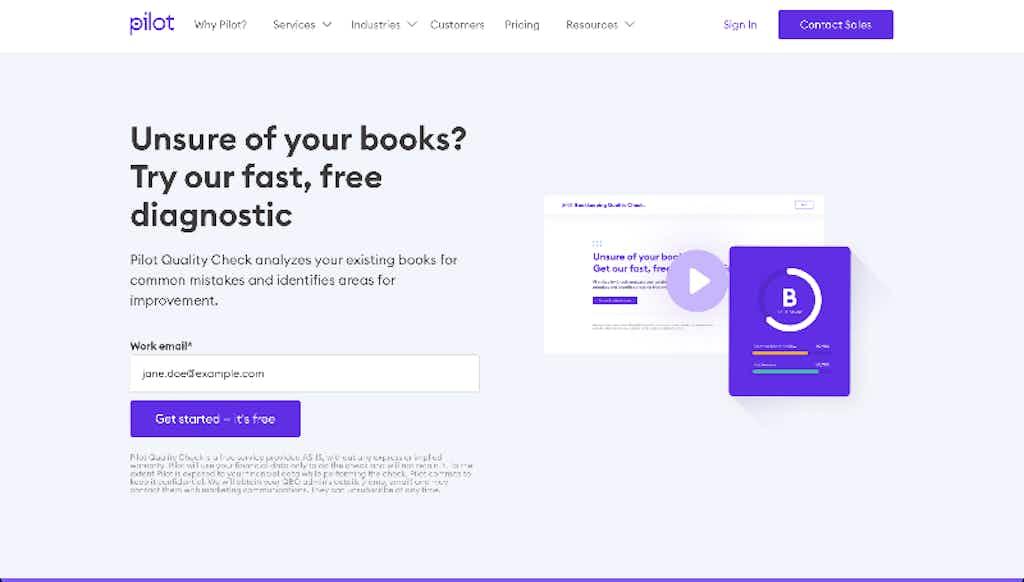 pilot Why Pilot? Services Industries Customers Pricing Resources Sign In Contact Sales
Unsure of your books?
Try our fast, free
diagnostic
Pilot Quality Check analyzes your existing books for
common mistakes and identifies areas for
improvement.
Work email*
jane.doe@example.com
Get started – it's free
Pilot Quality Check is a free service provided AS IS, without any express or implied
warranty. Pilot will use your financial data only to do the check and will not retain it. To the
extent Pilot is exposed to your financial data while performing the check, Pilot commits to
keep it confidential. We will obtain your QBO admin's details (name, email) and may
contact them with marketing communications. They can unsubscribe at any time.
pilot Bookkeeping Quality Check
Unsure of your
Get our fast, free
B